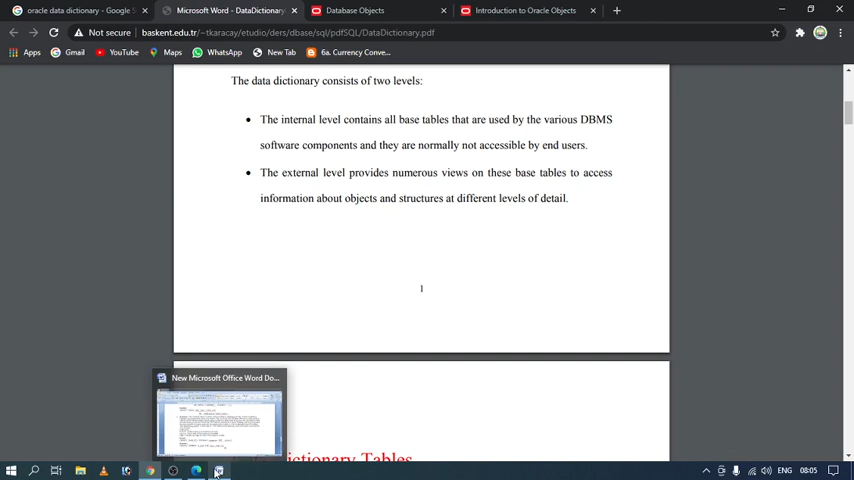 oracle data dictionary - Google S
Microsoft Word - DataDictionary
Database Objects
Introduction to Oracle Objects
Not secure
baskent.edu.tr/~tkaracay/etudio/ders/dbase/sql/pdfSQL/DataDictionary.pdf
Apps
Gmail
YouTube
Maps
WhatsApp
New Tab
6a. Currency Conve...
The data dictionary consists of two levels:
• The internal level contains all base tables that are used by the various DBMS
software components and they are normally not accessible by end users.
• The external level provides numerous views on these base tables to access
information about objects and structures at different levels of detail.
1
New Microsoft Office Word Do...
Dictionary Tables
ENG
08:05